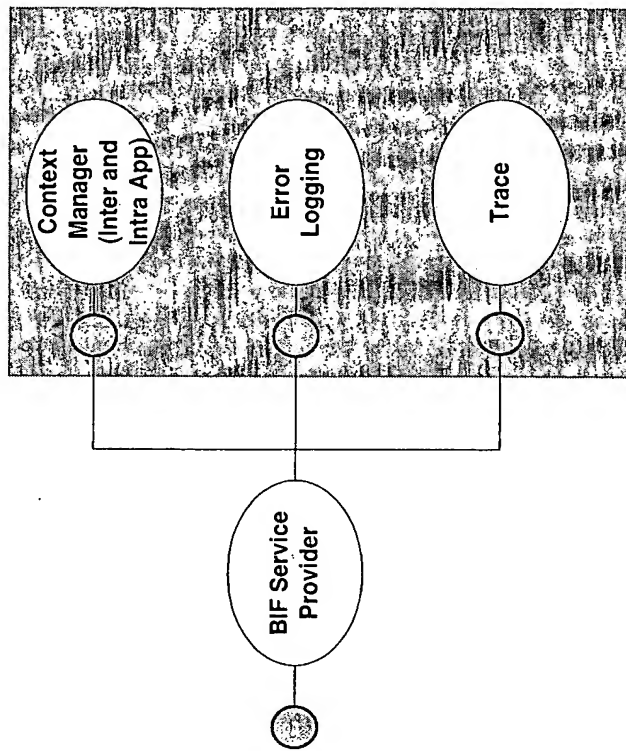 Context
Manager
(Inter and
Intra App)
Error
Logging
Trace
BIF Service
Provider